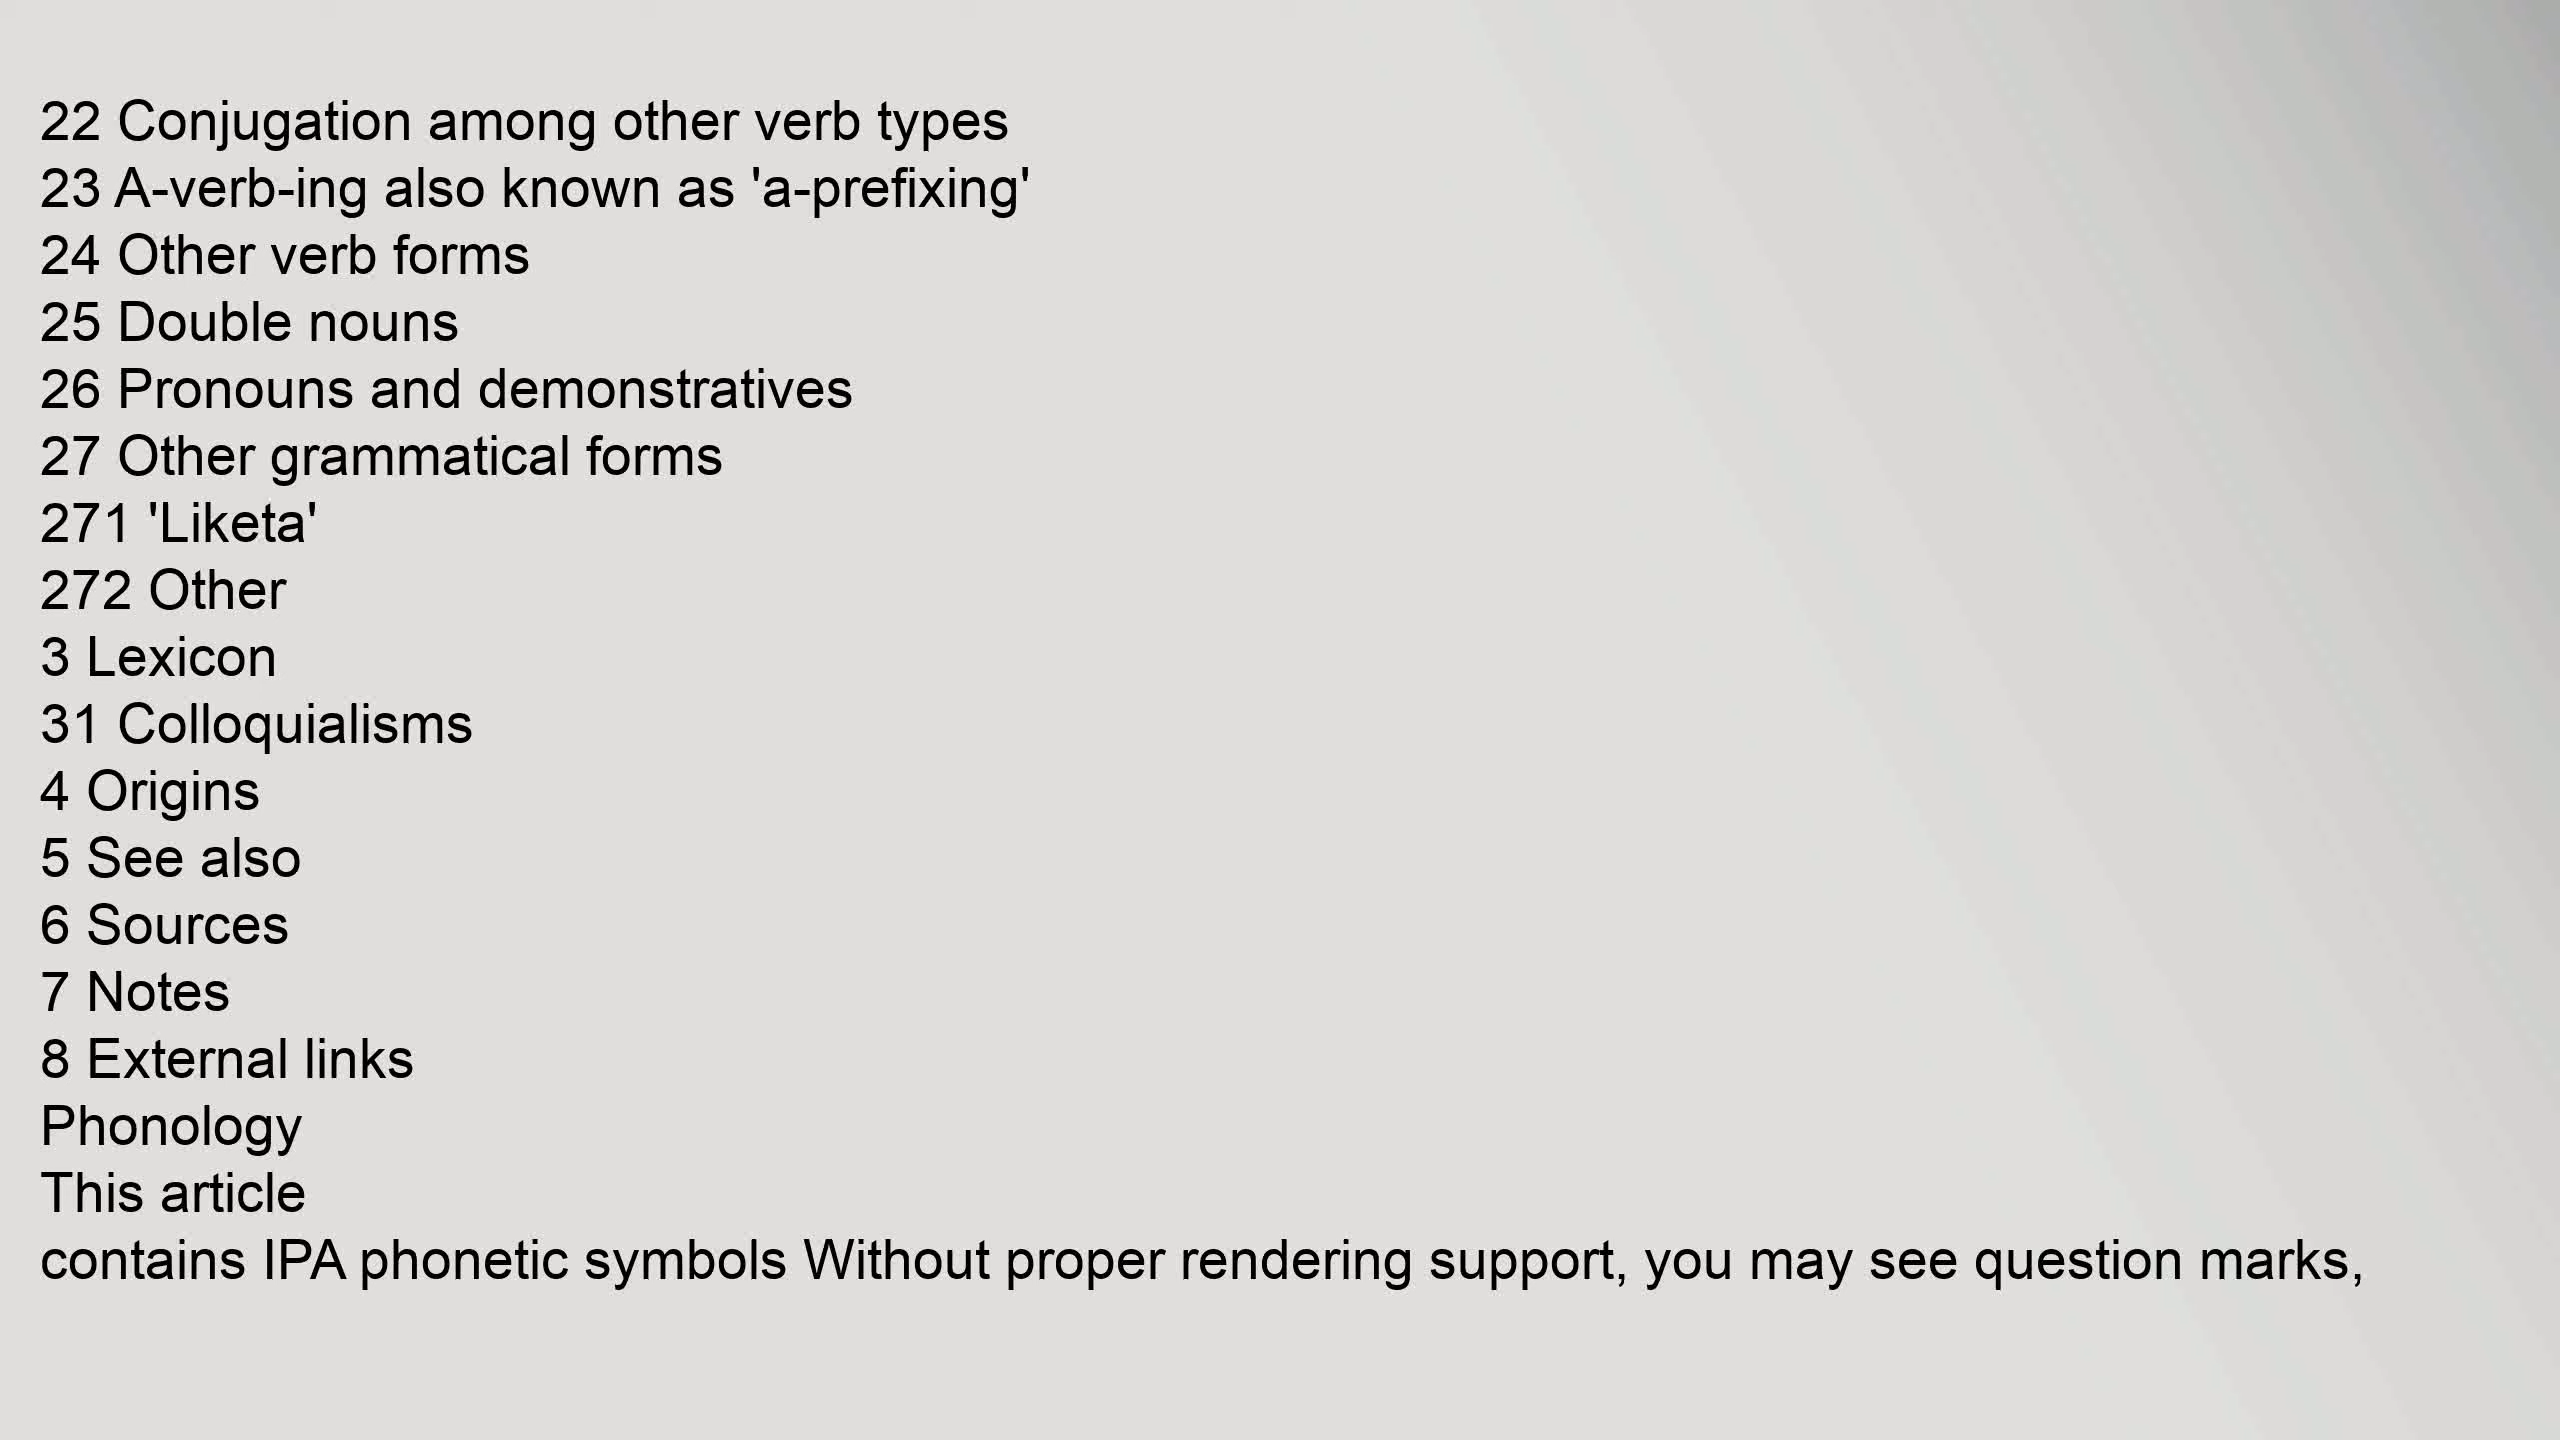 22 Conjugation among other verb types
23 A-verb-ing also known as 'a-prefixing'
24 Other verb forms
25 Double nouns
26 Pronouns and demonstratives
27 Other grammatical forms
271 'Liketa'
272 Other
3 Lexicon
31 Colloquialisms
4 Origins
5 See also
6 Sources
7 Notes
8 External links
Phonology
This article
contains IPA phonetic symbols Without proper rendering support, you may see question marks,